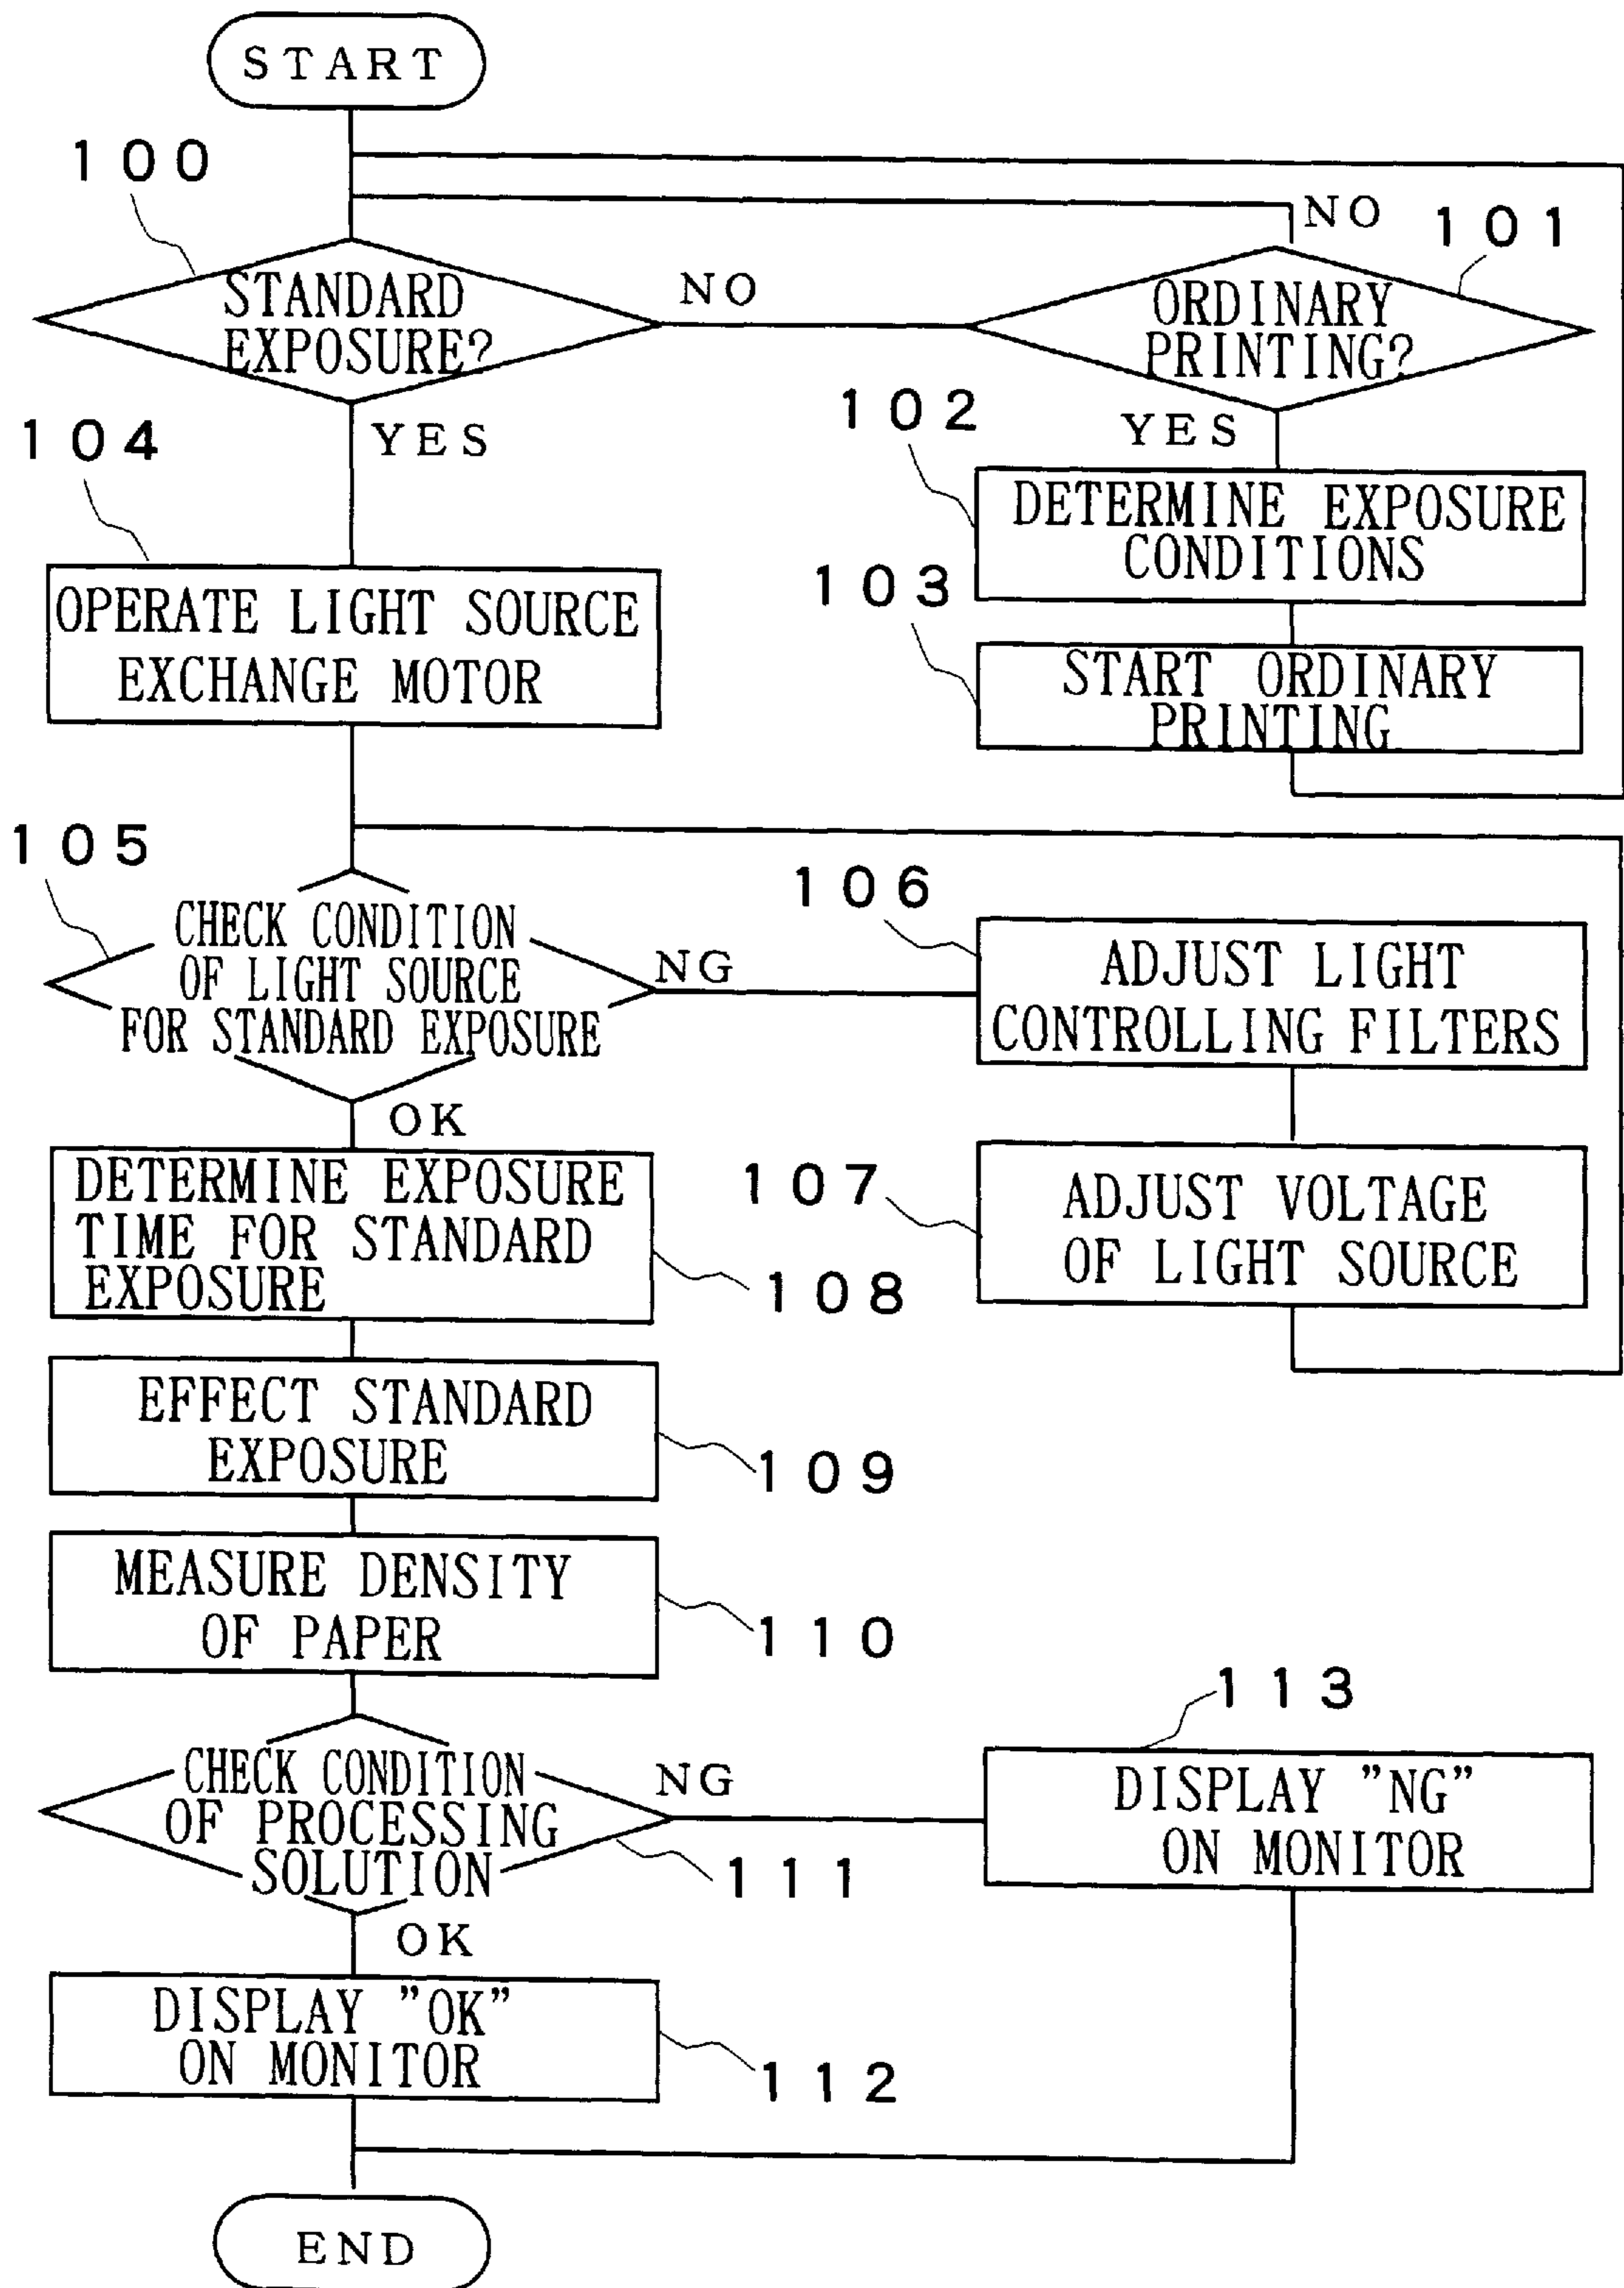 START
100
NO
101
STANDARD
EXPOSURE?
NO
ORDINARY
PRINTING?
104
YES
102
YES
DETERMINE EXPOSURE
CONDITIONS
103
OPERATE LIGHT SOURCE
EXCHANGE MOTOR
START ORDINARY
PRINTING
105
CHECK CONDITION
OF LIGHT SOURCE
FOR STANDARD EXPOSURE
NG
106
ADJUST LIGHT
CONTROLLING FILTERS
OK
DETERMINE EXPOSURE
TIME FOR STANDARD
EXPOSURE
108
107
ADJUST VOLTAGE
OF LIGHT SOURCE
EFFECT STANDARD
EXPOSURE
109
MEASURE DENSITY
OF PAPER
110
CHECK CONDITION
OF PROCESSING
SOLUTION
111
NG
113
DISPLAY "NG"
ON MONITOR
OK
DISPLAY "OK"
ON MONITOR
112
END